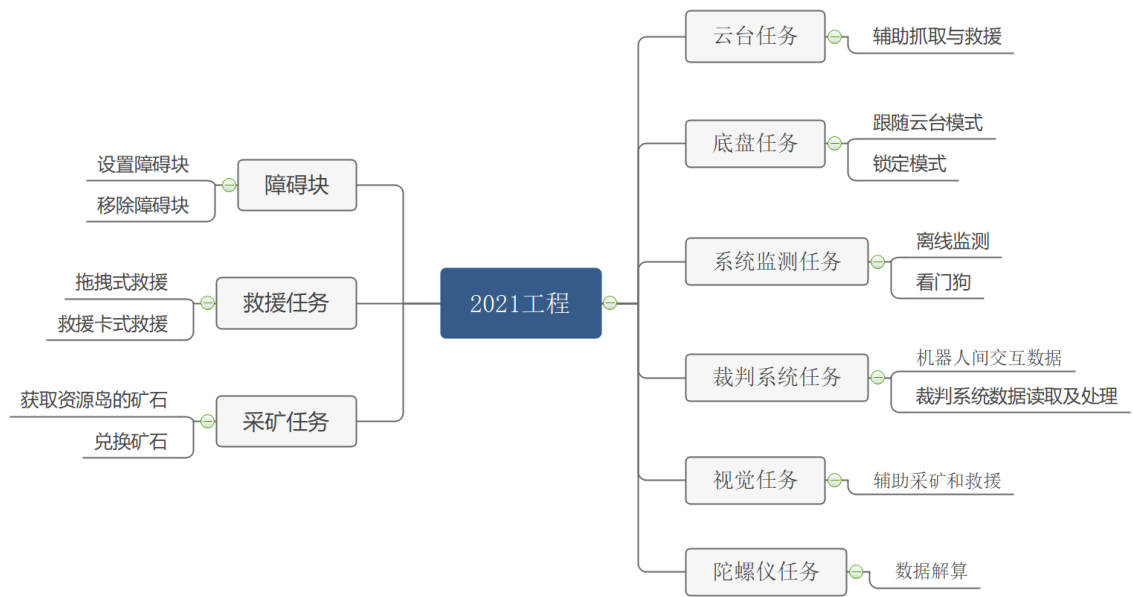 2021工程
云台任务
辅助抓取与救援
底盘任务
跟随云台模式
锁定模式
系统监测任务
离线监测
看门狗
裁判系统任务
机器人间交互数据
裁判系统数据读取及处理
视觉任务
辅助采矿和救援
陀螺仪任务
数据解算
障碍块
设置障碍块
移除障碍块
救援任务
拖拽式救援
救援卡式救援
采矿任务
获取资源岛的矿石
兑换矿石